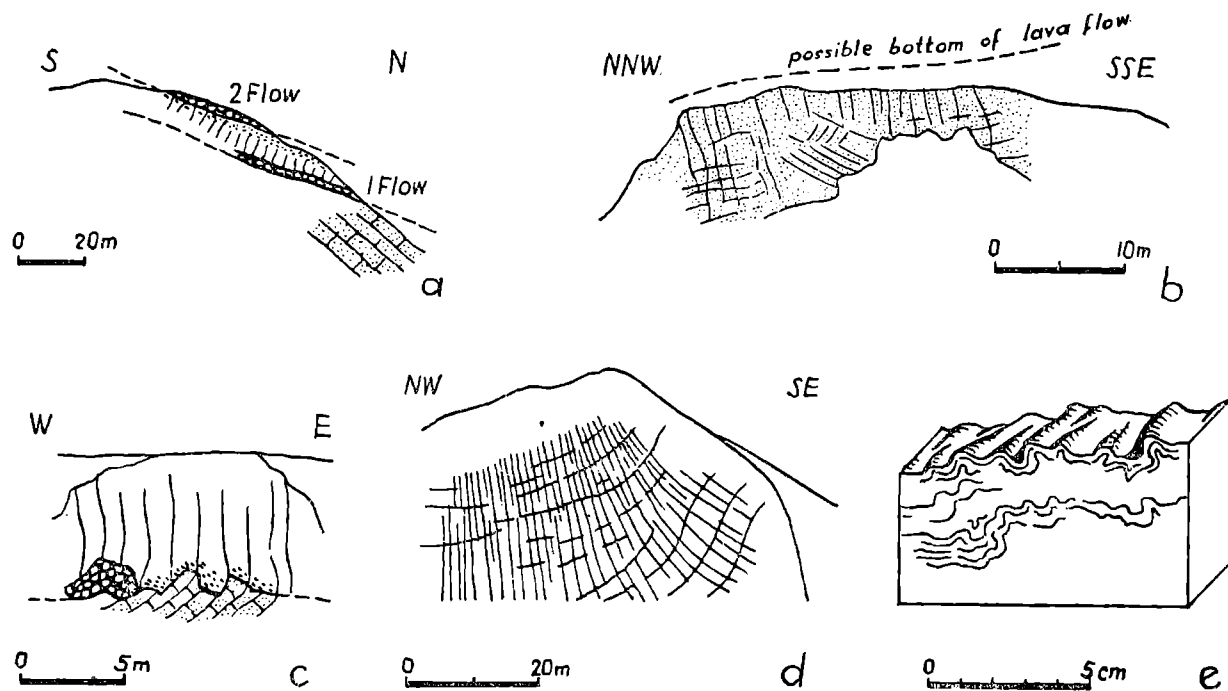 S N
2 Flow
1 Flow
0 20m
a
possible bottom of lava flow.
NNW. SSE
0 10m
b
W E
0 5m
c
NW SE
0 20m
d
0 5cm
e